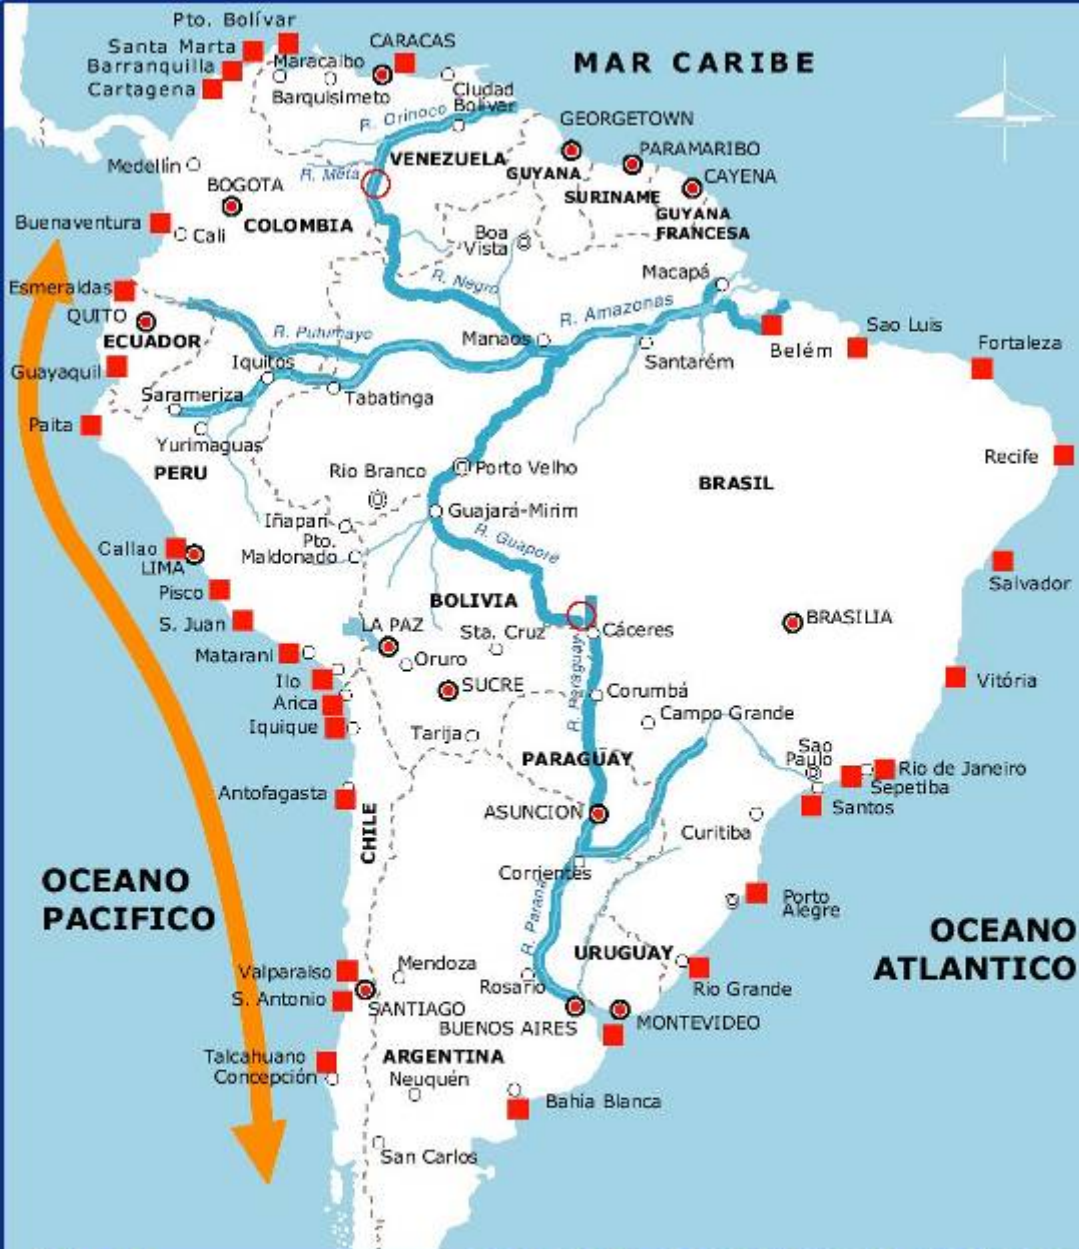 Pto. Bolívar
Santa Marta
Barranquilla
Cartagena
Maracaibo
Barquisimeto
CARACAS
Ciudad
Bolívar
MAR CARIBE
R. Orinoco
GEORGETOWN
VENEZUELA
PARAMARIBO
GUYANA
CAYENA
SURINAME
GUYANA
FRANCESA
Medellín
R. Meta
BOGOTA
COLOMBIA
Buenaventura
Cali
Boa
Vista
Macapá
Esmeraldas
R. Negro
R. Amazonas
QUITO
ECUADOR
R. Putumayo
Manaos
Sao Luis
Belém
Fortaleza
Guayaquil
Iquitos
Santarém
Sarameriza
Tabatinga
Paita
Yurimaguas
PERU
Rio Branco
Porto Velho
BRASIL
Recife
Iñapari
Guajará-Mirim
Pto.
Maldonado
R. Guaporé
Callao
LIMA
Pisco
BOLIVIA
Salvador
S. Juan
LA PAZ
Sta. Cruz
Cáceres
BRASILIA
Matarani
Oruro
R. Paraguay
Ilo
SUCRE
Corumbá
Vitória
Arica
Campo Grande
Iquique
Tarija
PARAGUAY
Sao
Paulo
Rio de Janeiro
Sepetiba
Santos
Antofagasta
CHILE
ASUNCION
Curitiba
Corrientes
OCEANO
PACIFICO
R. Paraná
Porto
Alegre
OCEANO
ATLANTICO
URUGUAY
Valparaiso
Mendoza
Rosario
Rio Grande
S. Antonio
SANTIAGO
BUENOS AIRES
MONTEVIDEO
Talcahuano
Concepción
ARGENTINA
Neuquén
Bahia Blanca
San Carlos